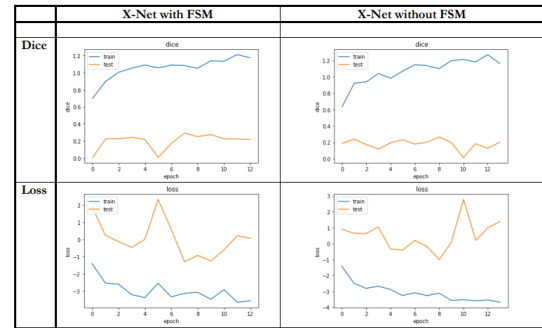 X-Net with FSM X-Net without FSM
Dice
dice
train
test
1.2
1.0
0.8
0.6
0.4
0.2
0.0
dice
0 2 4 6 8 10 12
epoch
dice
train
test
1.2
1.0
0.8
0.6
0.4
0.2
0.0
dice
0 2 4 6 8 10 12
epoch
Loss
loss
train
test
2
1
0
−1
−2
−3
loss
0 2 4 6 8 10 12
epoch
loss
train
test
3
2
1
0
−1
−2
−3
−4
loss
0 2 4 6 8 10 12
epoch